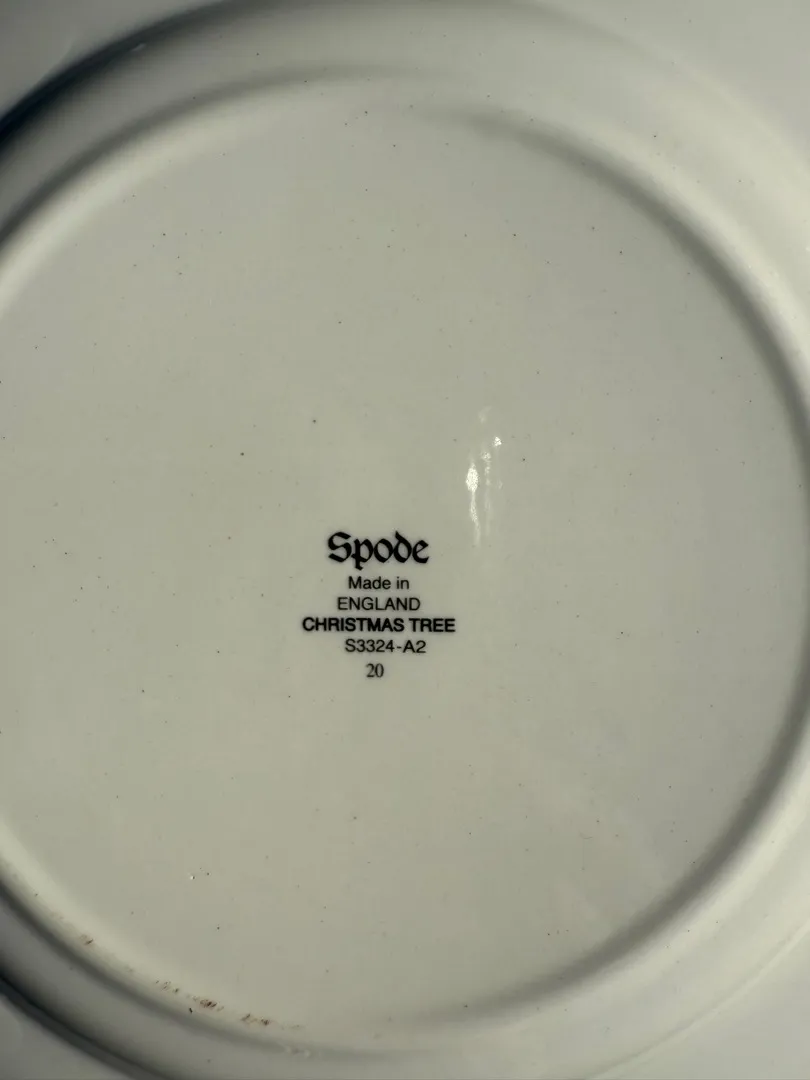 Spode
Made in
ENGLAND
CHRISTMAS TREE
S3324-A2
20